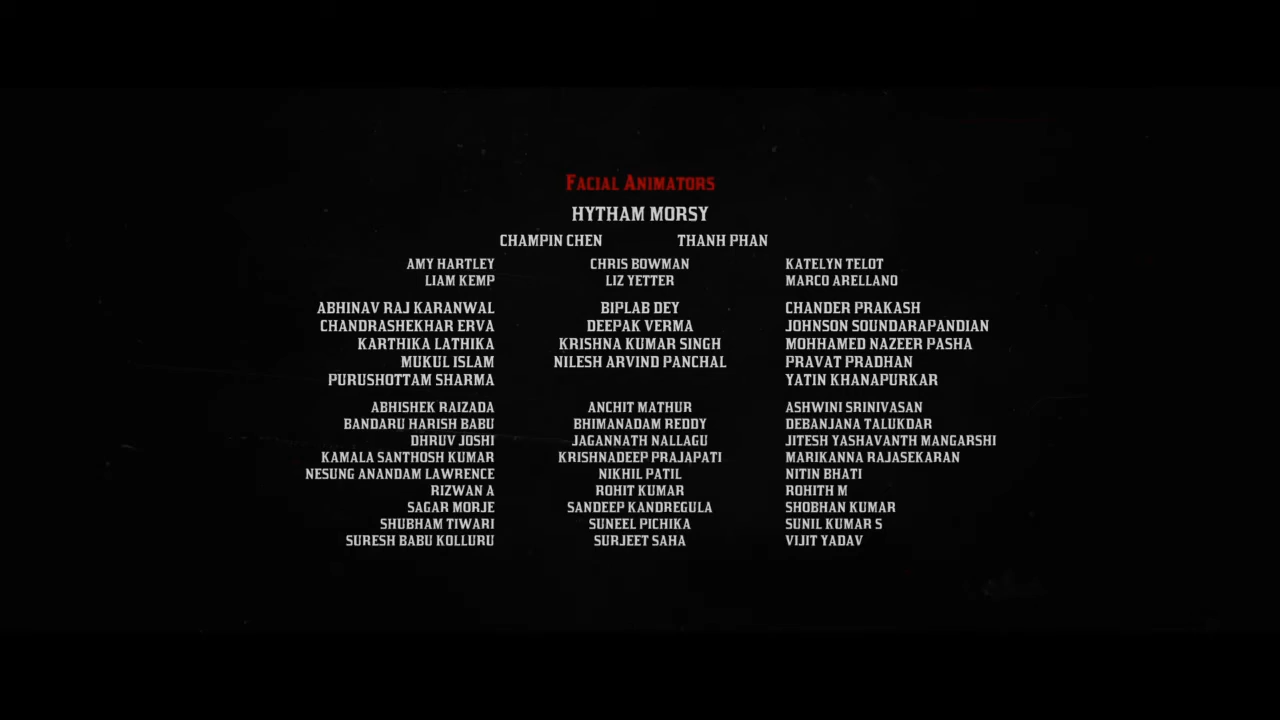 Facial Animators
HYTHAM MORSY
CHAMPIN CHEN THANH PHAN
AMY HARTLEY CHRIS BOWMAN KATELYN TELOT
LIAM KEMP LIZ YETTER MARCO ARELLANO
ABHINAV RAJ KARANWAL BIPLAB DEY CHANDER PRAKASH
CHANDRASHEKHAR ERVA DEEPAK VERMA JOHNSON SOUNDARAPANDIAN
KARTHIKA LATHIKA KRISHNA KUMAR SINGH MOHHAMED NAZEER PASHA
MUKUL ISLAM NILESH ARVIND PANCHAL PRAVAT PRADHAN
PURUSHOTTAM SHARMA YATIN KHANAPURKAR
ABHISHEK RAIZADA ANCHIT MATHUR ASHWINI SRINIVASAN
BANDARU HARISH BABU BHIMANADAM REDDY DEBANJANA TALUKDAR
DHRUV JOSHI JAGANNATH NALLAGU JITESH YASHAVANTH MANGARSHI
KAMALA SANTHOSH KUMAR KRISHNADEEP PRAJAPATI MARIKANNA RAJASEKARAN
NESUNG ANANDAM LAWRENCE NIKHIL PATIL NITIN BHATI
RIZWAN A ROHIT KUMAR ROHITH M
SAGAR MORJE SANDEEP KANDREGULA SHOBHAN KUMAR
SHUBHAM TIWARI SUNEEL PICHIKA SUNIL KUMAR S
SURESH BABU KOLLURU SURJEET SAHA VIJIT YADAV